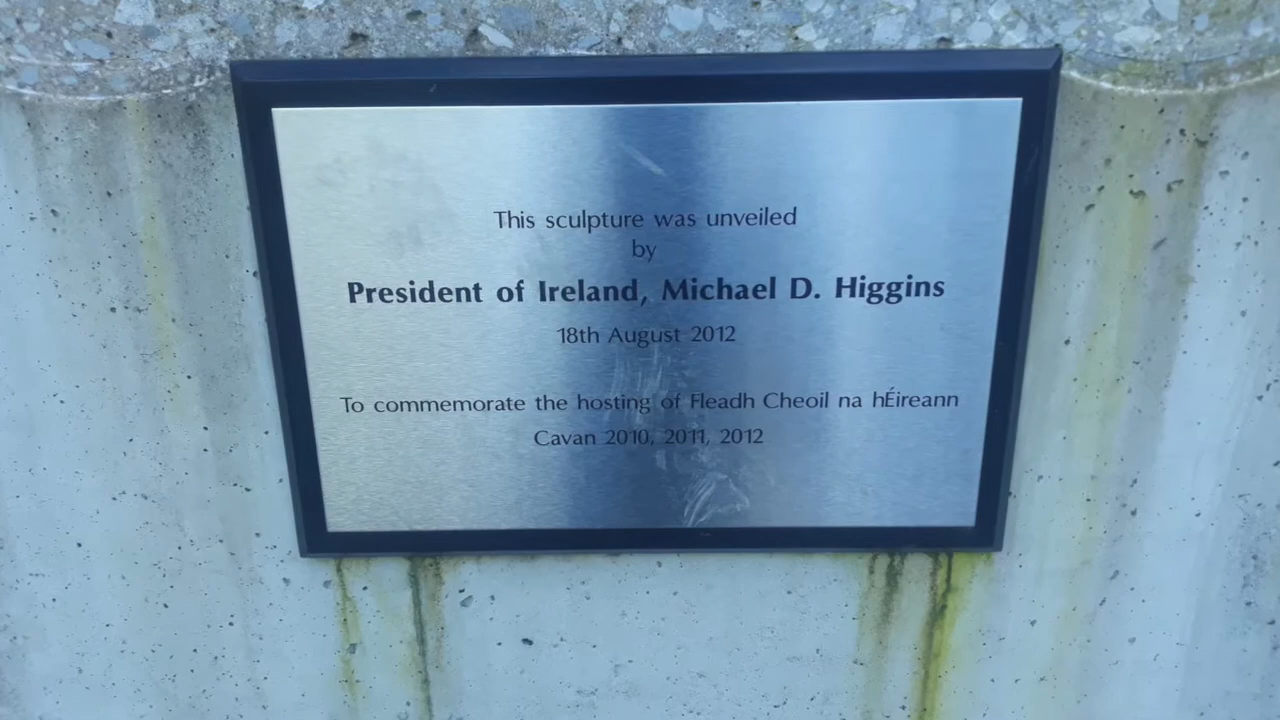 This sculpture was unveiled
by
President of Ireland, Michael D. Higgins
18th August 2012
To commemorate the hosting of Fleadh Cheoil na hÉireann
Cavan 2010, 2011, 2012